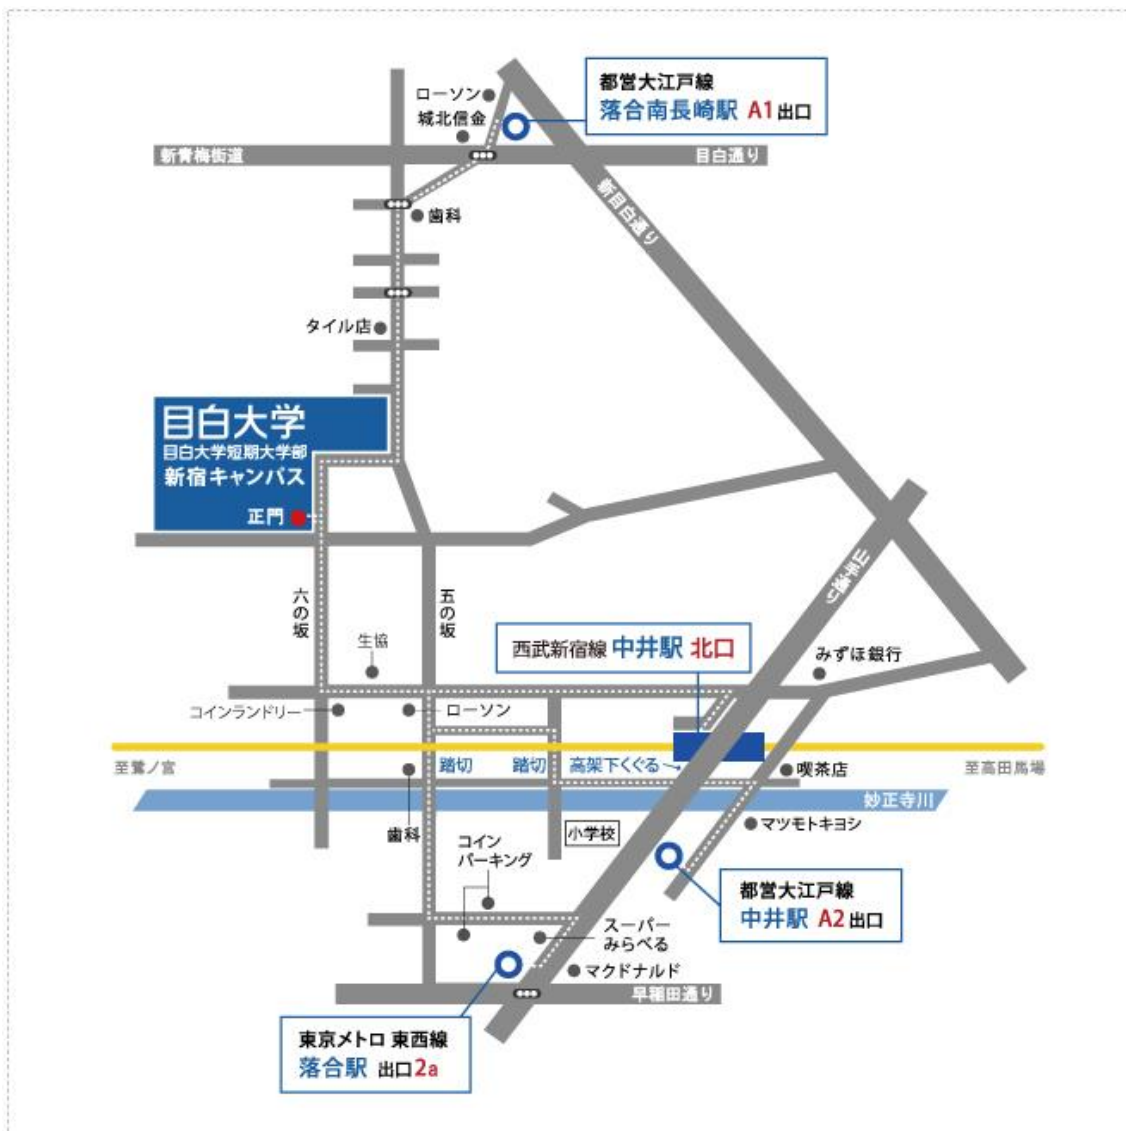 都営大江戸線
落合南長崎駅 A1出口
ローソン
城北信金
新青梅街道
目白通り
新目白通り
歯科
タイル店
目白大学
目白大学短期大学部
新宿キャンパス
正門
山手通り
六の坂
五の坂
生協
西武新宿線 中井駅 北口
みずほ銀行
コインランドリー
ローソン
踏切
踏切
高架下くぐる
喫茶店
至鷺ノ宮
至高田馬場
妙正寺川
歯科
小学校
マツモトキヨシ
コイン
パーキング
都営大江戸線
中井駅 A2出口
スーパー
みらべる
マクドナルド
早稲田通り
東京メトロ 東西線
落合駅 出口2a